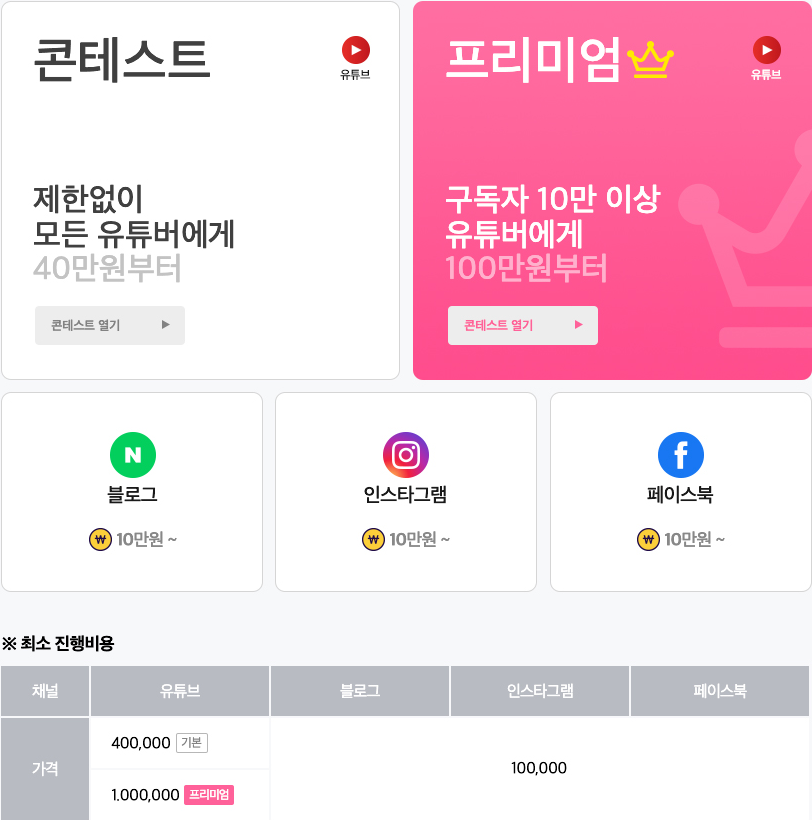 콘테스트
유튜브
제한없이
모든 유튜버에게
40만원부터
콘테스트 열기
프리미엄
유튜브
구독자 10만 이상
유튜버에게
100만원부터
콘테스트 열기
N
블로그
₩ 10만원 ~
인스타그램
₩ 10만원 ~
f
페이스북
₩ 10만원 ~
※ 최소 진행비용
채널 유튜브 블로그 인스타그램 페이스북
가격
400,000 기본
1.000,000 프리미엄
100,000